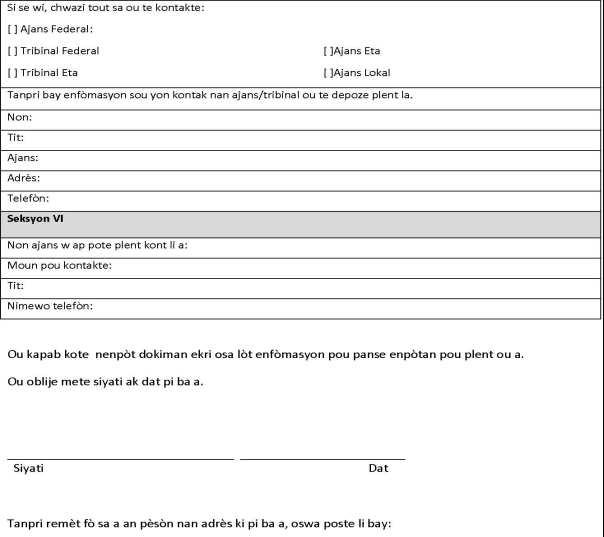 Si se wi, chwazi tout sa ou te kontakte:
[ ] Ajans Federal:
[ ] Tribinal Federal [ ]Ajans Eta
[ ] Tribinal Eta [ ]Ajans Lokal
Tanpri bay enfòmasyon sou yon kontak nan ajans/tribinal ou te depoze plent la.
Non:
Tit:
Ajans:
Adrès:
Telefòn:
Seksyon VI
Non ajans w ap pote plent kont li a:
Moun pou kontakte:
Tit:
Nimewo telefòn:
Ou kapab kote nenpòt dokiman ekri osa lòt enfòmasyon pou panse enpòtan pou plent ou a.
Ou oblije mete siyati ak dat pi ba a.
Siyati Dat
Tanpri remèt fò sa a an pèsòn nan adrès ki pi ba a, oswa poste li bay: